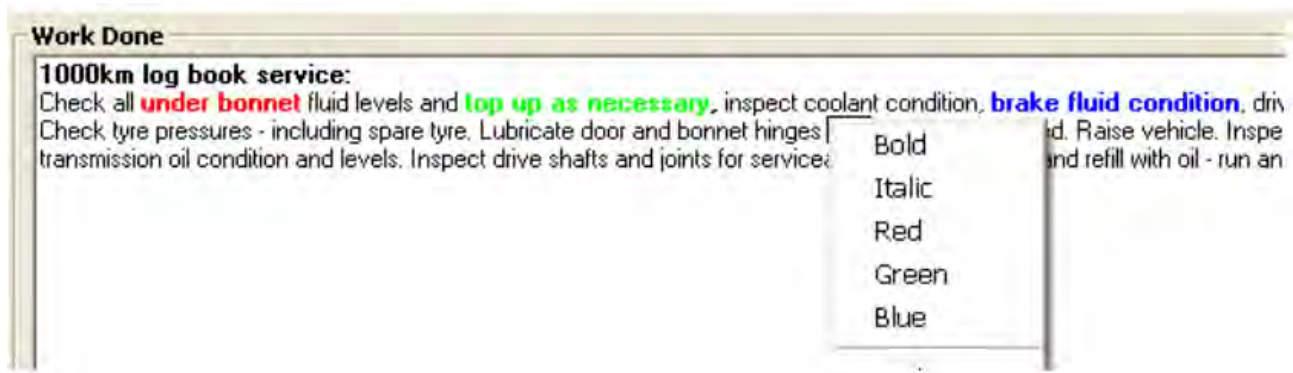 Work Done
1000km log book service:
Check all under bonnet fluid levels and top up as necessary, inspect coolant condition, brake fluid condition,
Check tyre pressures - including spare tyre. Lubricate door and bonnet hinges Raise vehicle.
transmission oil condition and levels. Inspect drive shafts and joints for and refill with oil - run
Bold
Italic
Red
Green
Blue